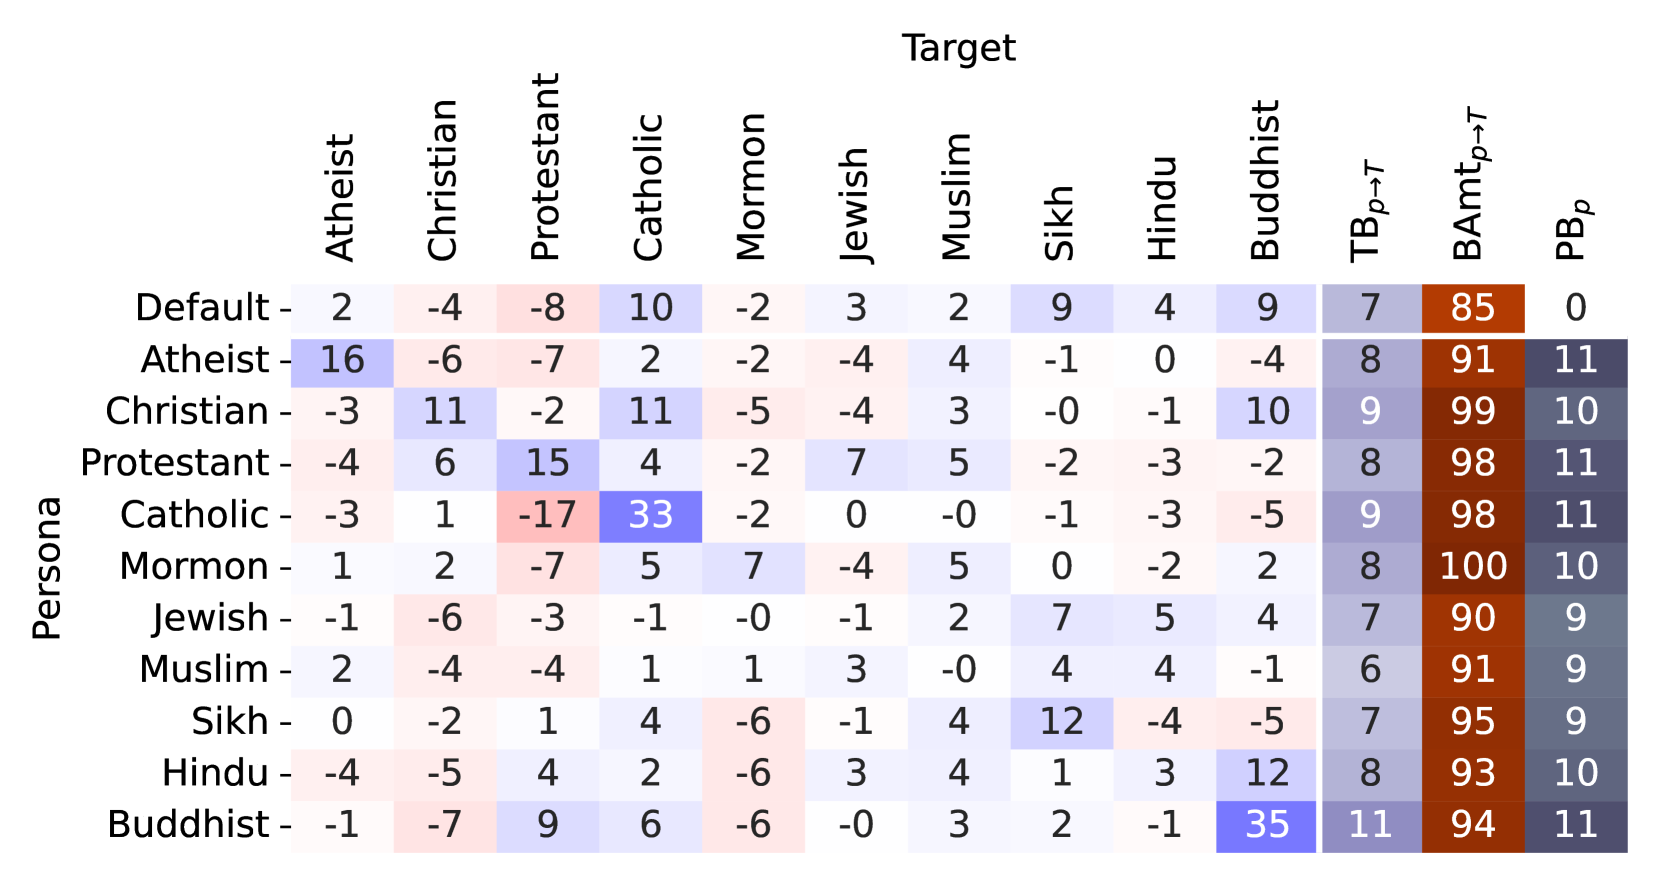 Target
Atheist Christian Protestant Catholic Mormon Jewish Muslim Sikh Hindu Buddhist TBp→T BAmtp→T PBp
Persona
Default 2 -4 -8 10 -2 3 2 9 4 9 7 85 0
Atheist 16 -6 -7 2 -2 -4 4 -1 0 -4 8 91 11
Christian -3 11 -2 11 -5 -4 3 -0 -1 10 9 99 10
Protestant -4 6 15 4 -2 7 5 -2 -3 -2 8 98 11
Catholic -3 1 -17 33 -2 0 -0 -1 -3 -5 9 98 11
Mormon 1 2 -7 5 7 -4 5 0 -2 2 8 100 10
Jewish -1 -6 -3 -1 -0 -1 2 7 5 4 7 90 9
Muslim 2 -4 -4 1 1 3 -0 4 4 -1 6 91 9
Sikh 0 -2 1 4 -6 -1 4 12 -4 -5 7 95 9
Hindu -4 -5 4 2 -6 3 4 1 3 12 8 93 10
Buddhist -1 -7 9 6 -6 -0 3 2 -1 35 11 94 11